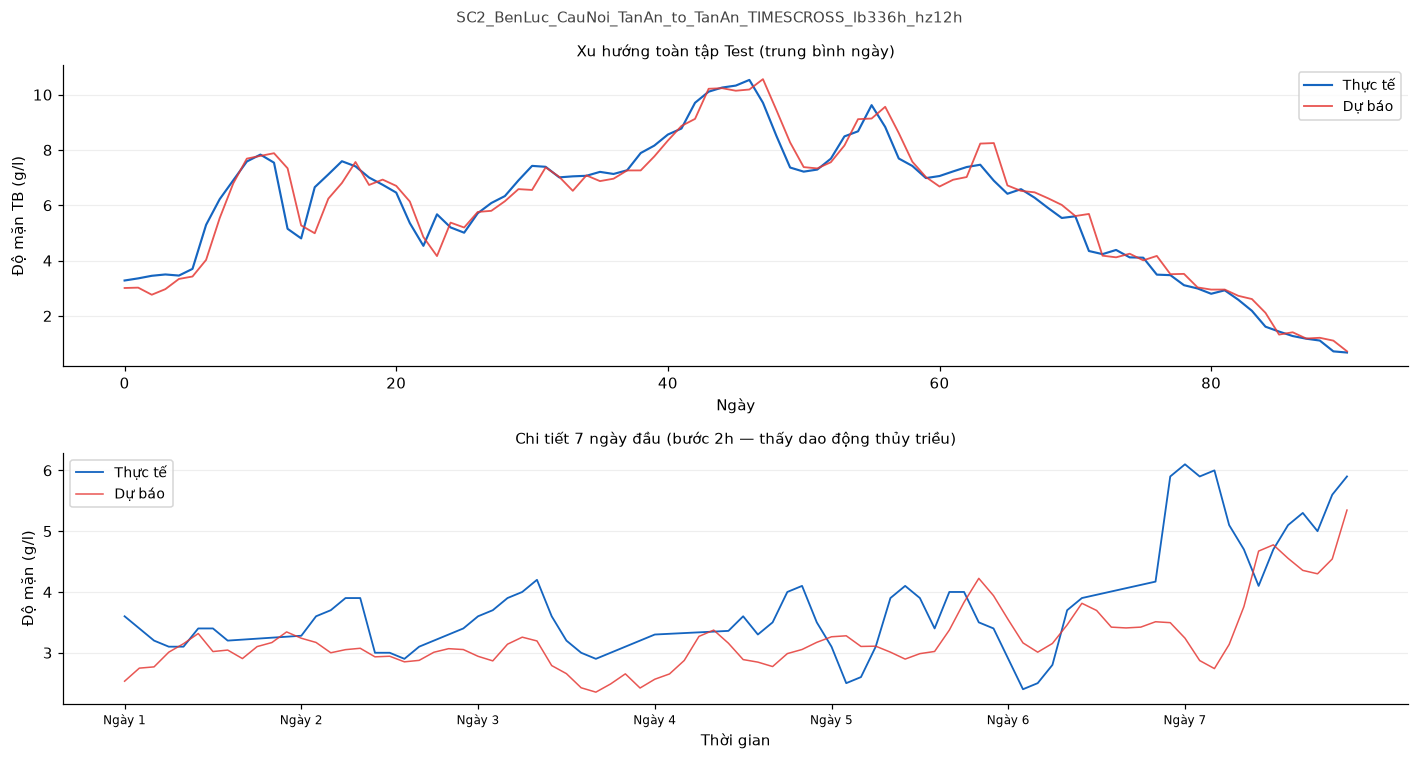 SC2_BenLuc_CauNoi_TanAn_to_TanAn_TIMESCROSS_lb336h_hz12h
Xu hướng toàn tập Test (trung bình ngày)
Độ mặn TB (g/l)
10
8
6
4
2
Thực tế
Dự báo
0 20 40 60 80
Ngày
Chi tiết 7 ngày đầu (bước 2h — thấy dao động thủy triều)
Độ mặn (g/l)
6
5
4
3
Thực tế
Dự báo
Ngày 1 Ngày 2 Ngày 3 Ngày 4 Ngày 5 Ngày 6 Ngày 7
Thời gian